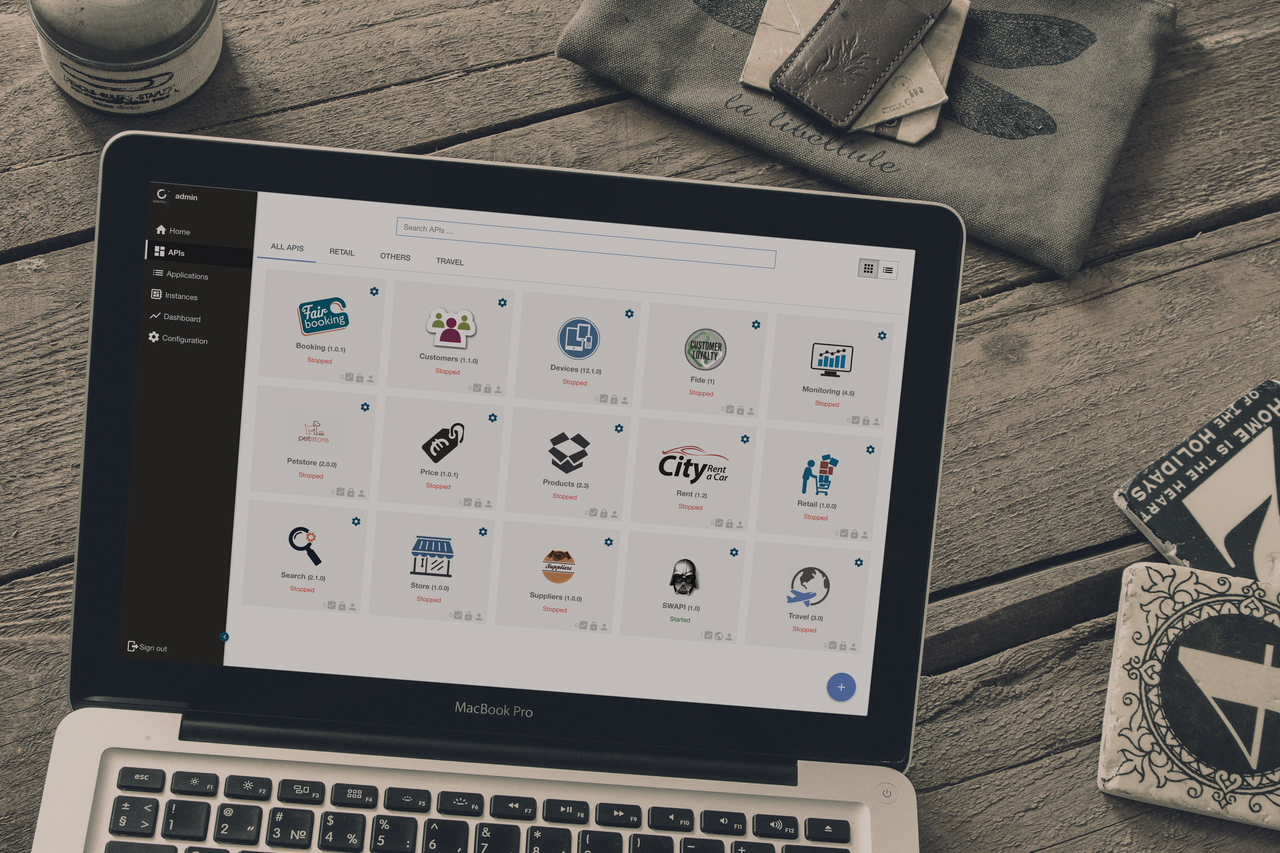 la libellule
admin
Home
APIs
Applications
Instances
Dashboard
Configuration
Sign out
Search APIs ...
ALL APIS
RETAIL
OTHERS
TRAVEL
Fair
booking
Booking (1.0.1)
Stopped
Customers (1.1.0)
Stopped
Devices (12.1.0)
Stopped
CUSTOMER
LOYALTY
Fide (1)
Stopped
Monitoring (4.5)
Stopped
petstore
Petstore (2.0.0)
Stopped
Price (1.0.1)
Stopped
Products (2.3)
Stopped
City Rent
a Car
Rent (1.2)
Stopped
Retail (1.0.0)
Stopped
Search (2.1.0)
Stopped
Store (1.0.0)
Stopped
Suppliers
Suppliers (1.0.0)
Stopped
SWAPI (1.0)
Started
Travel (3.0)
Stopped
+
HOME IS THE HEART
OF THE HOLIDAYS
MacBook Pro
esc
F1
F2
F3
F4
F5
F6
F7
F8
F9
F10
F11
F12
± <
§ >
!
1
@
2 "
#
3 №
$
4 %
%
5 :
^
6 ,
&
7
*
8